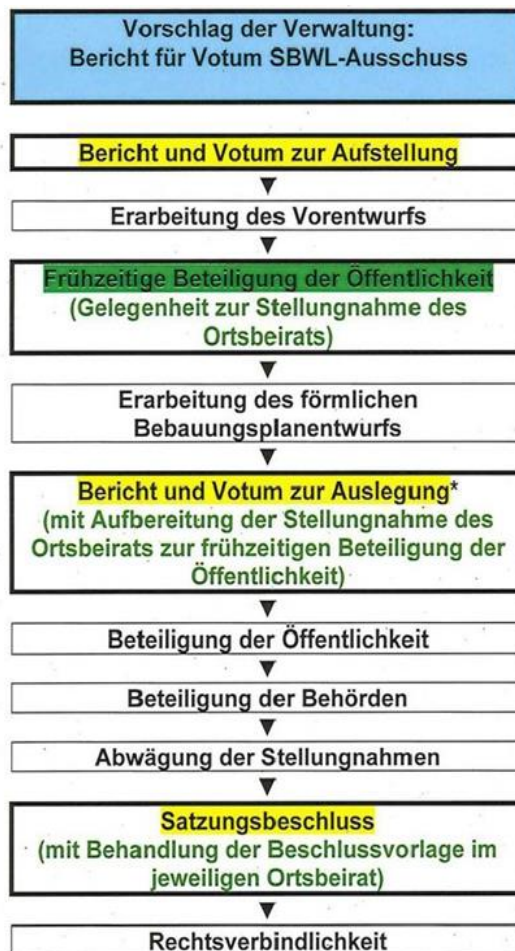 Vorschlag der Verwaltung:
Bericht für Votum SBWL-Ausschuss
Bericht und Votum zur Aufstellung
Erarbeitung des Vorentwurfs
Frühzeitige Beteiligung der Öffentlichkeit
(Gelegenheit zur Stellungnahme des
Ortsbeirats)
Erarbeitung des förmlichen
Bebauungsplanentwurfs
Bericht und Votum zur Auslegung*
(mit Aufbereitung der Stellungnahme des
Ortsbeirats zur frühzeitigen Beteiligung der
Öffentlichkeit)
Beteiligung der Öffentlichkeit
Beteiligung der Behörden
Abwägung der Stellungnahmen
Satzungsbeschluss
(mit Behandlung der Beschlussvorlage im
jeweiligen Ortsbeirat)
Rechtsverbindlichkeit